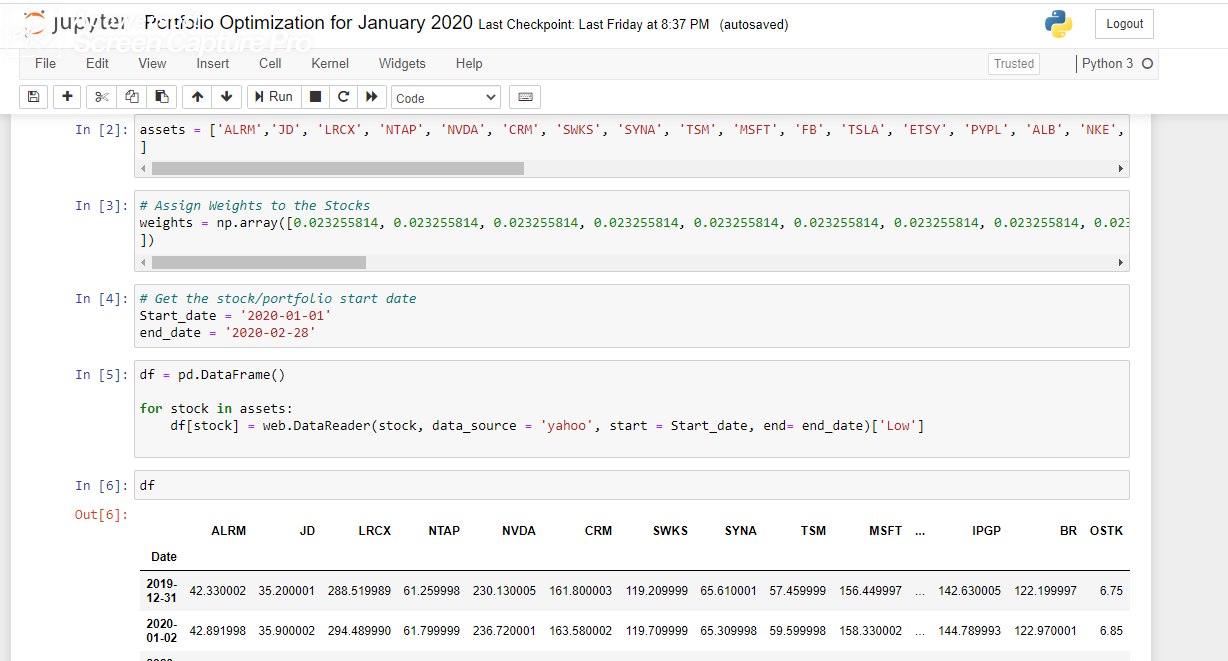 jupyter Portfolio Optimization for January 2020 Last Checkpoint: Last Friday at 8:37 PM (autosaved)
Logout
Screen Capture Pro
File Edit View Insert Cell Kernel Widgets Help
Trusted Python 3
Run Code
In [2]: assets = ['ALRM','JD', 'LRCX', 'NTAP', 'NVDA', 'CRM', 'SWKS', 'SYNA', 'TSM', 'MSFT', 'FB', 'TSLA', 'ETSY', 'PYPL', 'ALB', 'NKE',
]
In [3]: # Assign Weights to the Stocks
weights = np.array([0.023255814, 0.023255814, 0.023255814, 0.023255814, 0.023255814, 0.023255814, 0.023255814, 0.023255814, 0.023
])
In [4]: # Get the stock/portfolio start date
Start_date = '2020-01-01'
end_date = '2020-02-28'
In [5]: df = pd.DataFrame()
for stock in assets:
df[stock] = web.DataReader(stock, data_source = 'yahoo', start = Start_date, end= end_date)['Low']
In [6]: df
Out[6]:
ALRM JD LRCX NTAP NVDA CRM SWKS SYNA TSM MSFT ... IPGP BR OSTK
Date
2019-
12-31 42.330002 35.200001 288.519989 61.259998 230.130005 161.800003 119.209999 65.610001 57.459999 156.449997 ... 142.630005 122.199997 6.75
2020-
01-02 42.891998 35.900002 294.489990 61.799999 236.720001 163.580002 119.709999 65.309998 59.599998 158.330002 ... 144.789993 122.970001 6.85